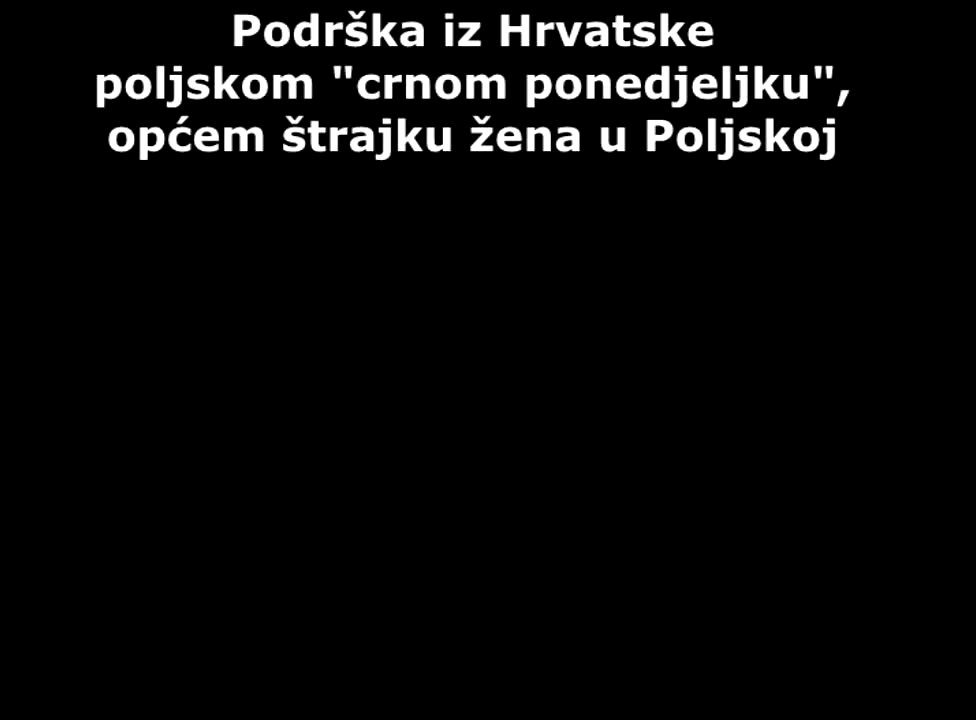 Podrška iz Hrvatske
poljskom "crnom ponedjeljku",
općem štrajku žena u Poljskoj